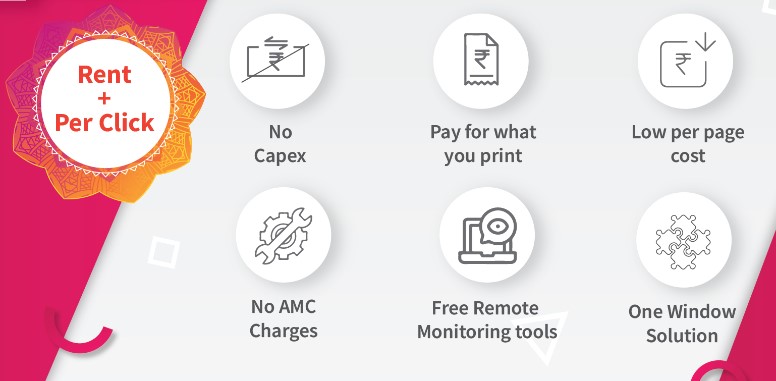 Rent
+
Per Click
No
Capex
Pay for what
you print
Low per page
cost
No AMC
Charges
Free Remote
Monitoring tools
One Window
Solution